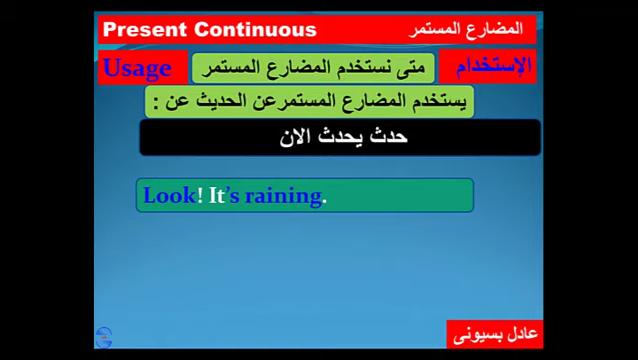 Present Continuous المضارع المستمر
Usage متى نستخدم المضارع المستمر الإستخدام
يستخدم المضارع المستمرعن الحديث عن :
حدث يحدث الان
Look! It's raining.
عادل بسيونى